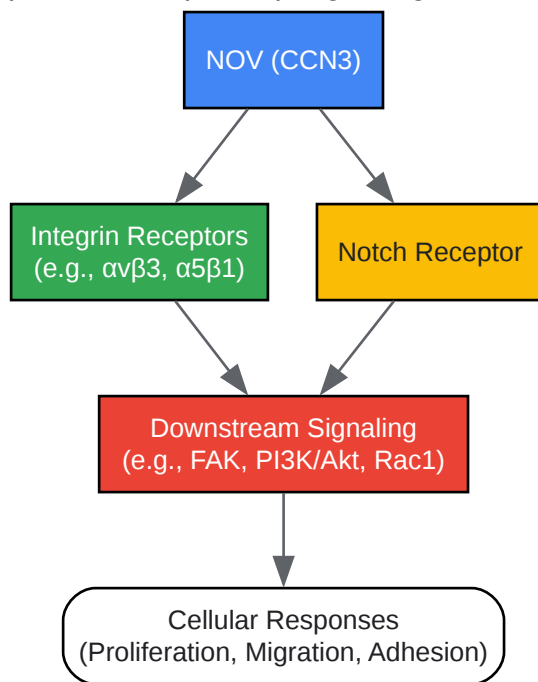 NOV (CCN3)
Integrin Receptors
(e.g., αvβ3, α5β1)
Notch Receptor
Downstream Signaling
(e.g., FAK, PI3K/Akt, Rac1)
Cellular Responses
(Proliferation, Migration, Adhesion)